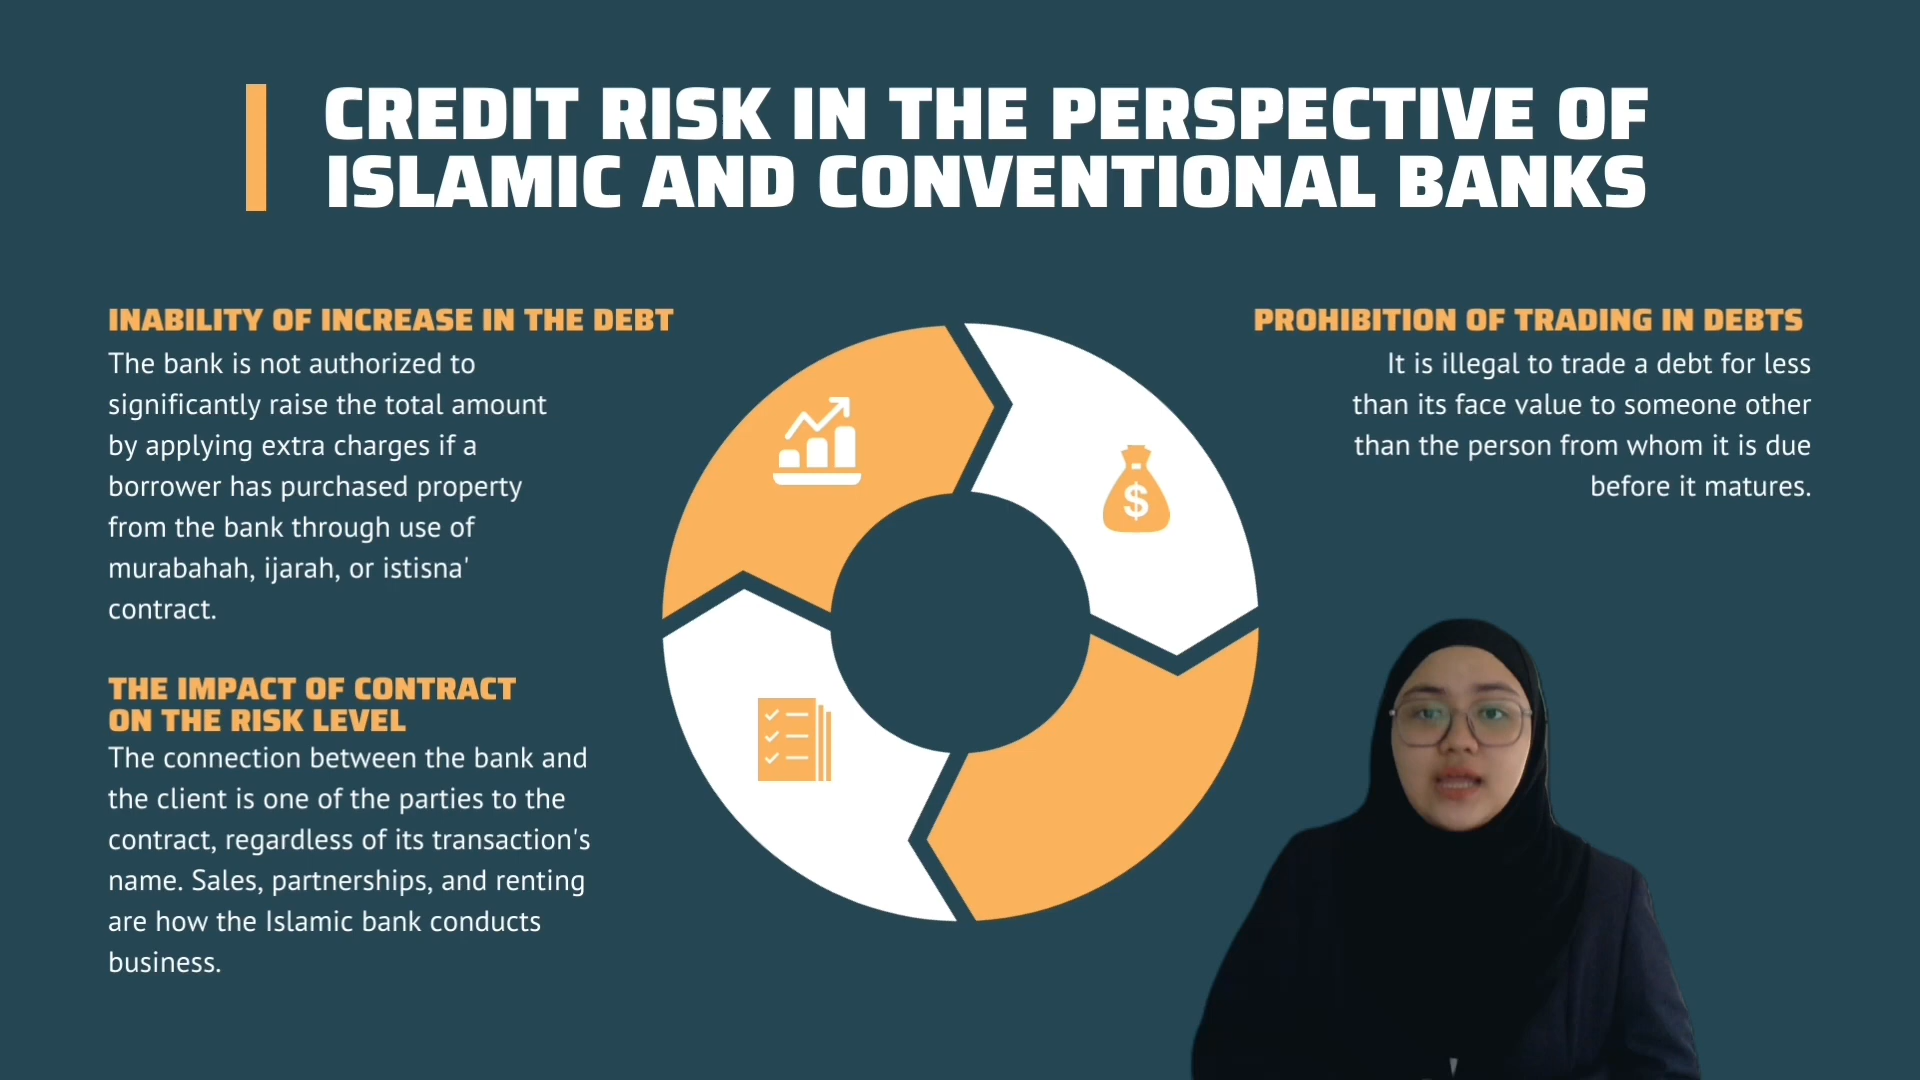 CREDIT RISK IN THE PERSPECTIVE OF
ISLAMIC AND CONVENTIONAL BANKS
INABILITY OF INCREASE IN THE DEBT
The bank is not authorized to
significantly raise the total amount
by applying extra charges if a
borrower has purchased property
from the bank through use of
murabahah, ijarah, or istisna'
contract.
THE IMPACT OF CONTRACT
ON THE RISK LEVEL
The connection between the bank and
the client is one of the parties to the
contract, regardless of its transaction's
name. Sales, partnerships, and renting
are how the Islamic bank conducts
business.
PROHIBITION OF TRADING IN DEBTS
It is illegal to trade a debt for less
than its face value to someone other
than the person from whom it is due
before it matures.
$